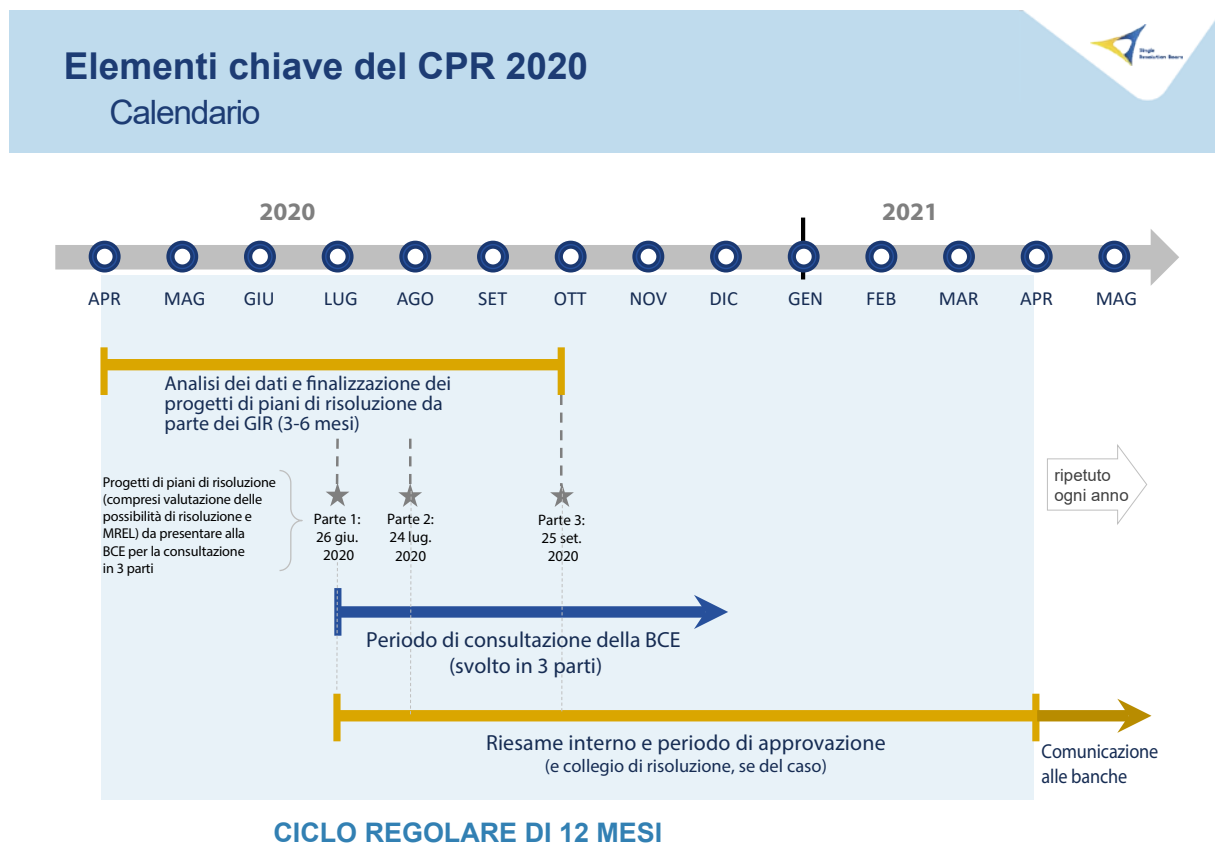 Elementi chiave del CPR 2020
Calendario
Single
Resolution Board
2020
2021
APR
MAG
GIU
LUG
AGO
SET
OTT
NOV
DIC
GEN
FEB
MAR
APR
MAG
Analisi dei dati e finalizzazione dei
progetti di piani di risoluzione da
parte dei GIR (3-6 mesi)
Progetti di piani di risoluzione
(compresi valutazione delle
possibilità di risoluzione e
MREL) da presentare alla
BCE per la consultazione
in 3 parti
Parte 1:
26 giu.
2020
Parte 2:
24 lug.
2020
Parte 3:
25 set.
2020
ripetuto
ogni anno
Periodo di consultazione della BCE
(svolto in 3 parti)
Riesame interno e periodo di approvazione
(e collegio di risoluzione, se del caso)
Comunicazione
alle banche
CICLO REGOLARE DI 12 MESI